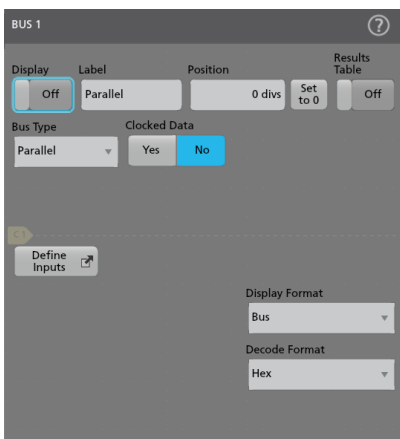 BUS 1
?
Results
Display Label Position Table
Off Parallel 0 divs Set to 0 Off
Bus Type Clocked Data
Parallel Yes No
C1
Define
Inputs
Display Format
Bus
Decode Format
Hex